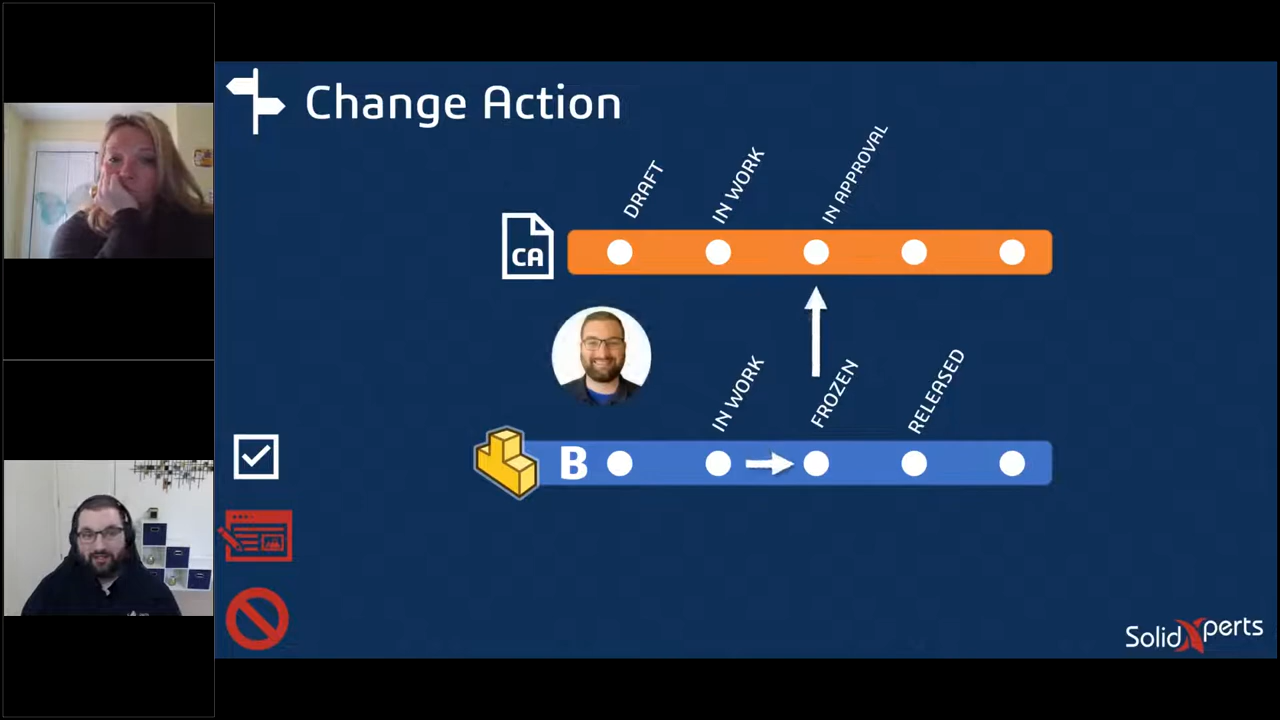 Change Action
DRAFT
IN WORK
IN APPROVAL
CA
IN WORK
FROZEN
RELEASED
B
SolidXperts